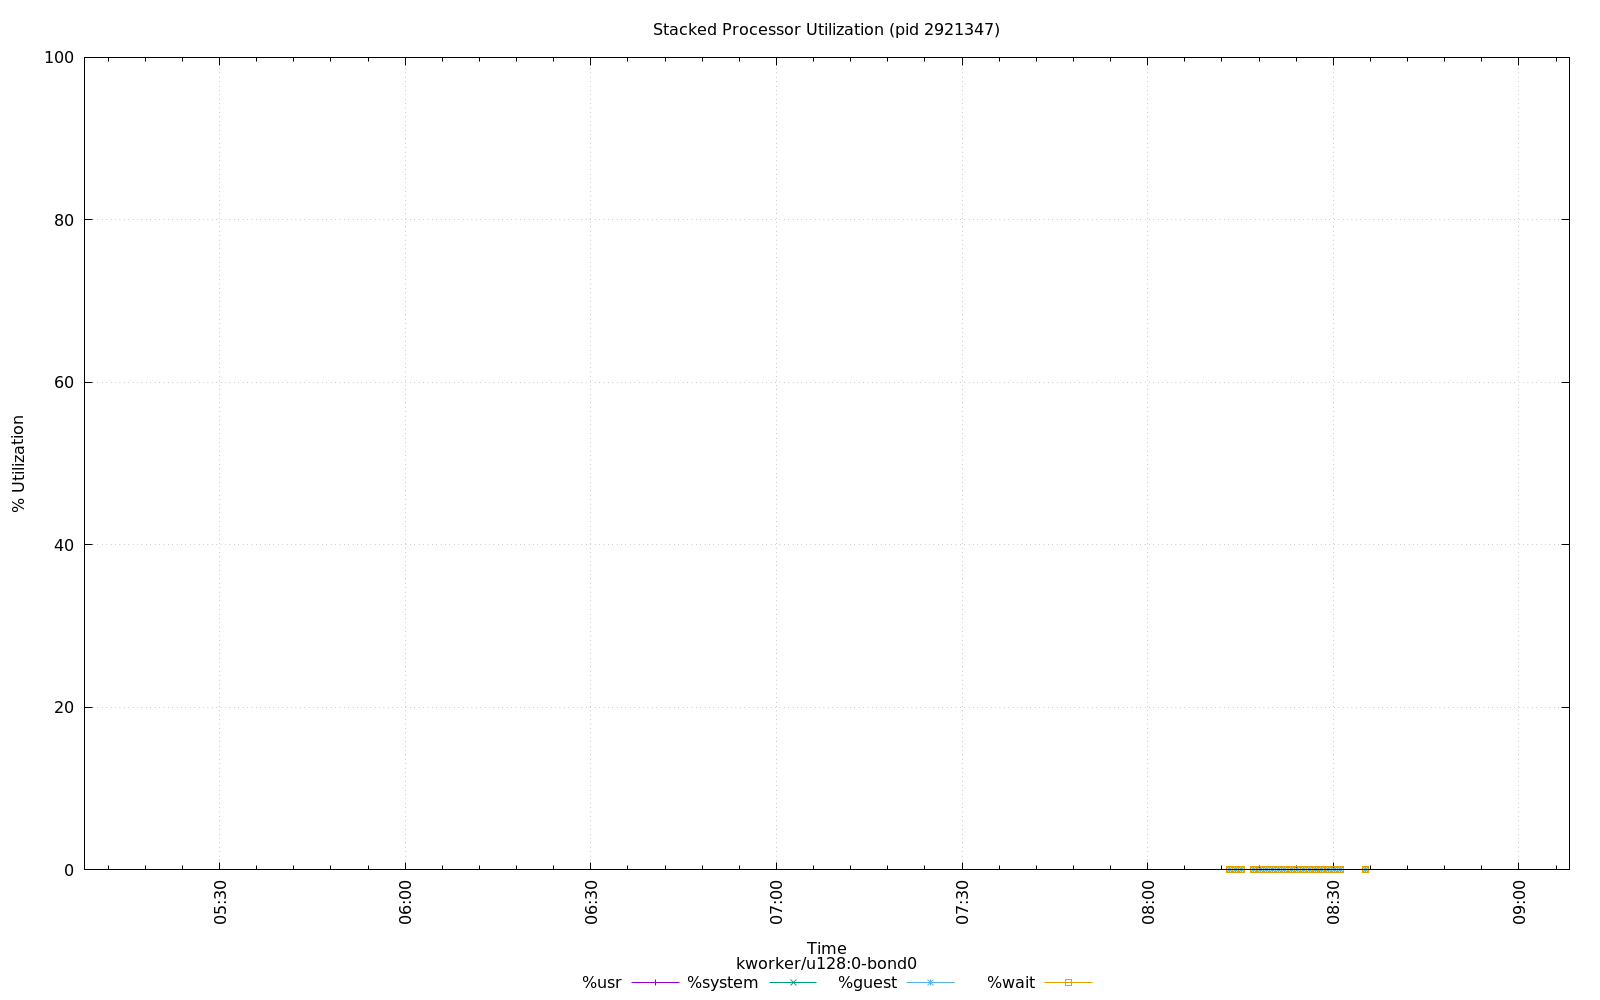 Stacked Processor Utilization (pid 2921347)
100
80
60
40
20
0
% Utilization
05:30
06:00
06:30
07:00
07:30
08:00
08:30
09:00
Time
kworker/u128:0-bond0
%usr %system %guest %wait